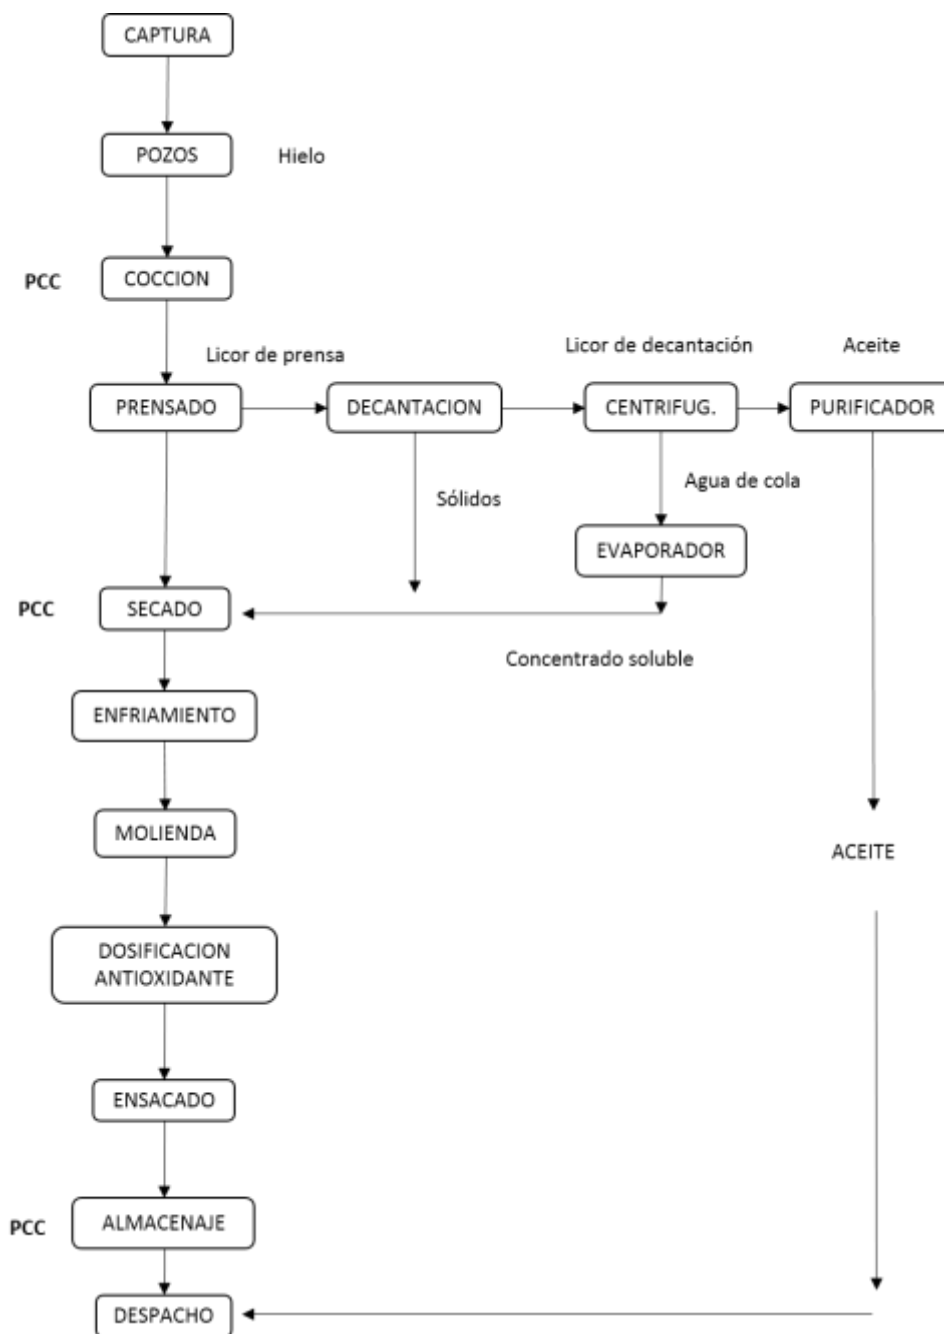 CAPTURA
POZOS
Hielo
PCC
COCCION
Licor de prensa
Licor de decantación
Aceite
PRENSADO
DECANTACION
CENTRIFUG.
PURIFICADOR
Sólidos
Agua de cola
EVAPORADOR
PCC
SECADO
Concentrado soluble
ENFRIAMIENTO
MOLIENDA
ACEITE
DOSIFICACION
ANTIOXIDANTE
ENSACADO
PCC
ALMACENAJE
DESPACHO